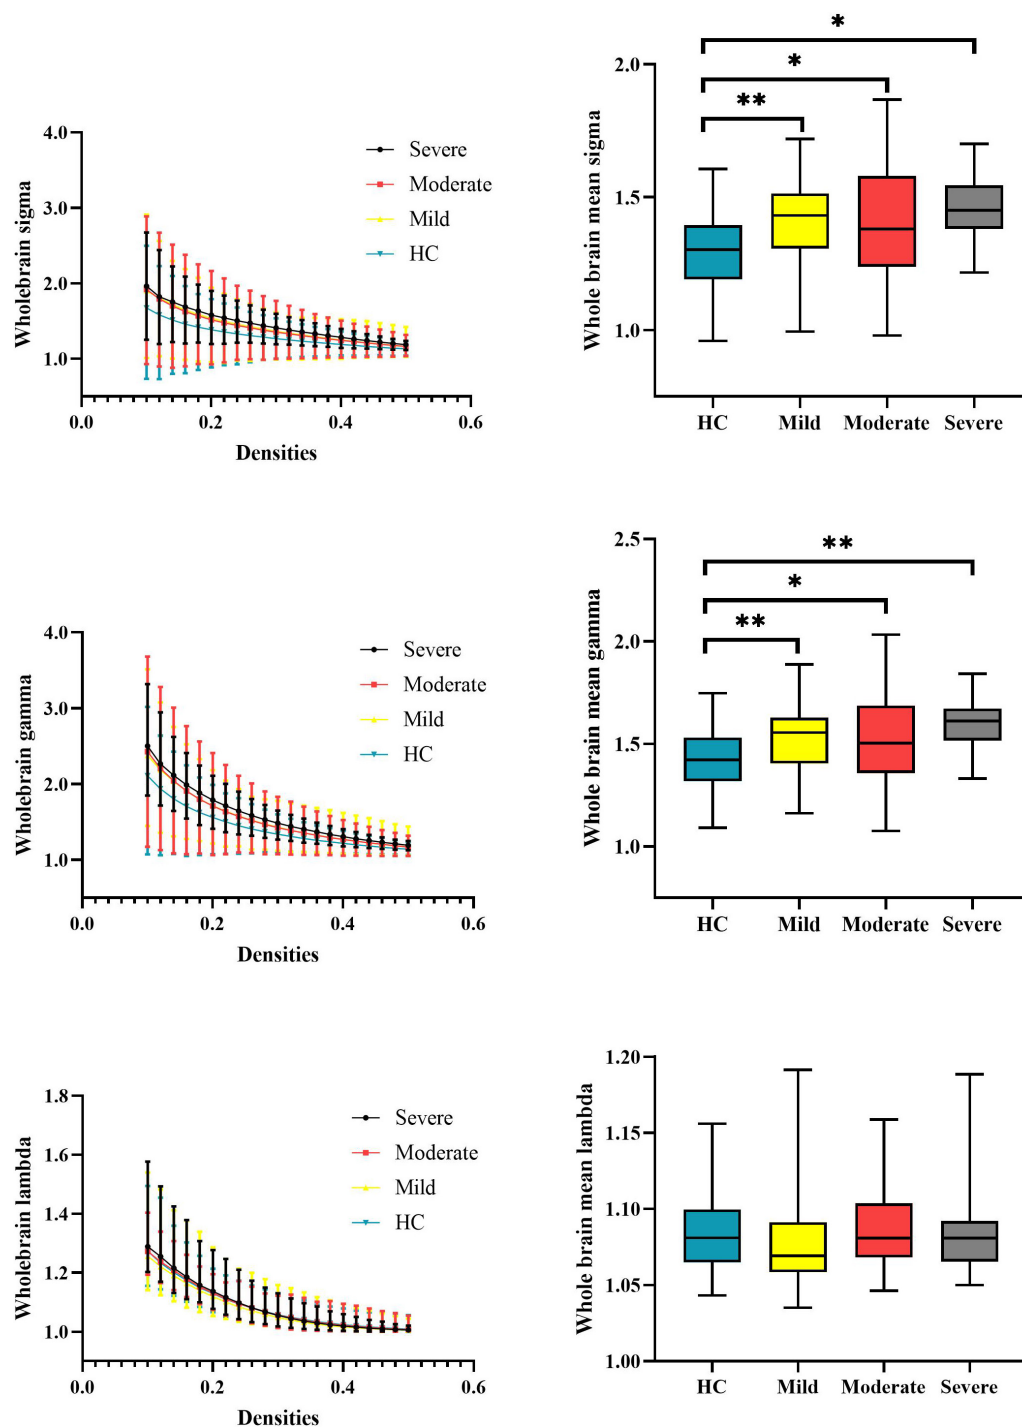 Wholebrain sigma
4.0
3.0
2.0
1.0
0.0 0.2 0.4 0.6
Densities
Severe
Moderate
Mild
HC
Whole brain mean sigma
2.0
1.5
1.0
*
*
**
HC Mild Moderate Severe
Wholebrain gamma
4.0
3.0
2.0
1.0
0.0 0.2 0.4 0.6
Densities
Severe
Moderate
Mild
HC
Whole brain mean gamma
2.5
2.0
1.5
1.0
**
*
**
HC Mild Moderate Severe
Wholebrain lambda
1.8
1.6
1.4
1.2
1.0
0.0 0.2 0.4 0.6
Densities
Severe
Moderate
Mild
HC
Whole brain mean lambda
1.20
1.15
1.10
1.05
1.00
HC Mild Moderate Severe